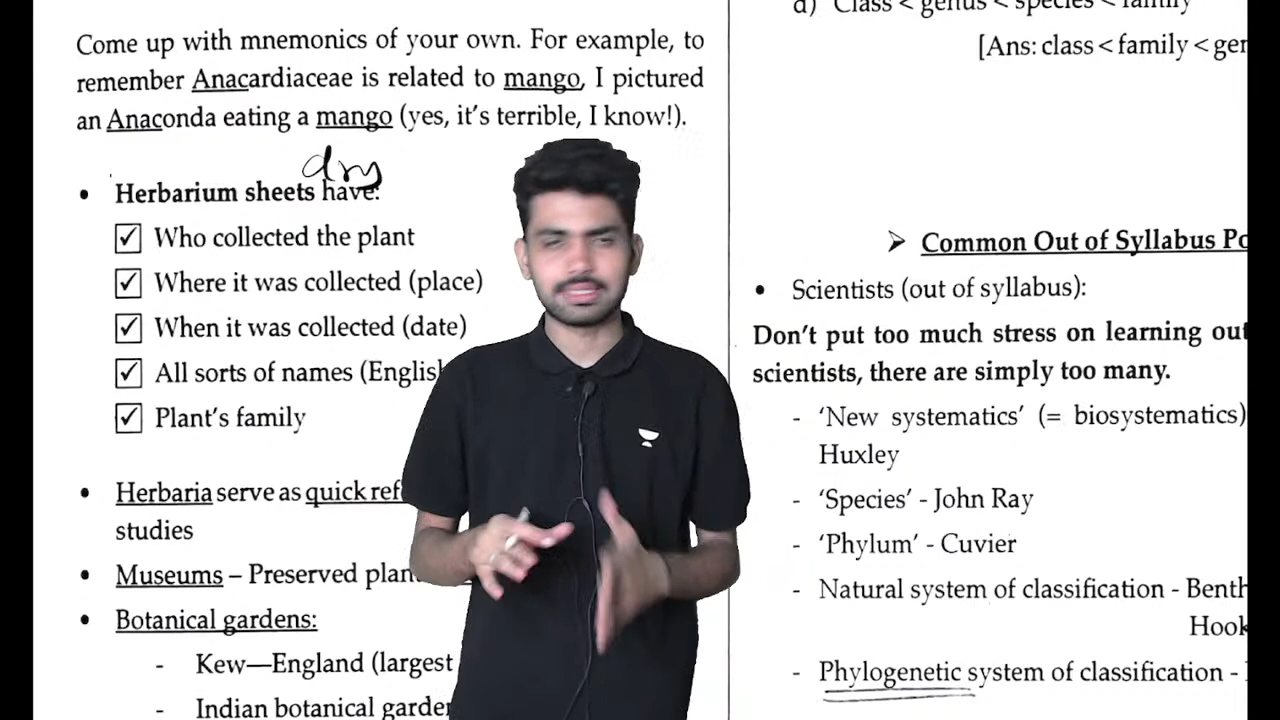 Come up with mnemonics of your own. For example, to
remember Anacardiaceae is related to mango, I pictured
an Anaconda eating a mango (yes, it's terrible, I know!).
dry
• Herbarium sheets have:
☑ Who collected the plant
☑ Where it was collected (place)
☑ When it was collected (date)
☑ All sorts of names (English
☑ Plant's family
• Herbaria serve as quick ref
studies
• Museums – Preserved plan
• Botanical gardens:
- Kew—England (largest
- Indian botanical garde
d) Class < genus < species < family
[Ans: class < family < gen
➢ Common Out of Syllabus Po
• Scientists (out of syllabus):
Don't put too much stress on learning out
scientists, there are simply too many.
- 'New systematics' (= biosystematics)
Huxley
- 'Species' - John Ray
- 'Phylum' - Cuvier
- Natural system of classification - Benth
Hook
- Phylogenetic system of classification -